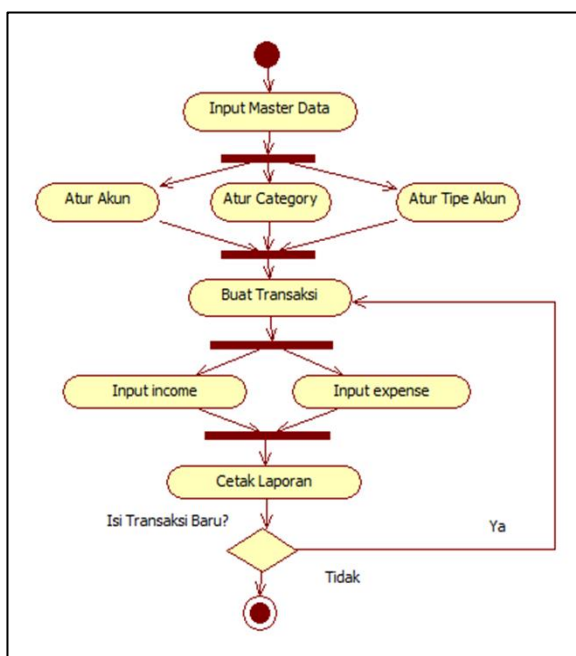 Input Master Data
Atur Akun
Atur Category
Atur Tipe Akun
Buat Transaksi
Input income
Input expense
Cetak Laporan
Isi Transaksi Baru?
Ya
Tidak